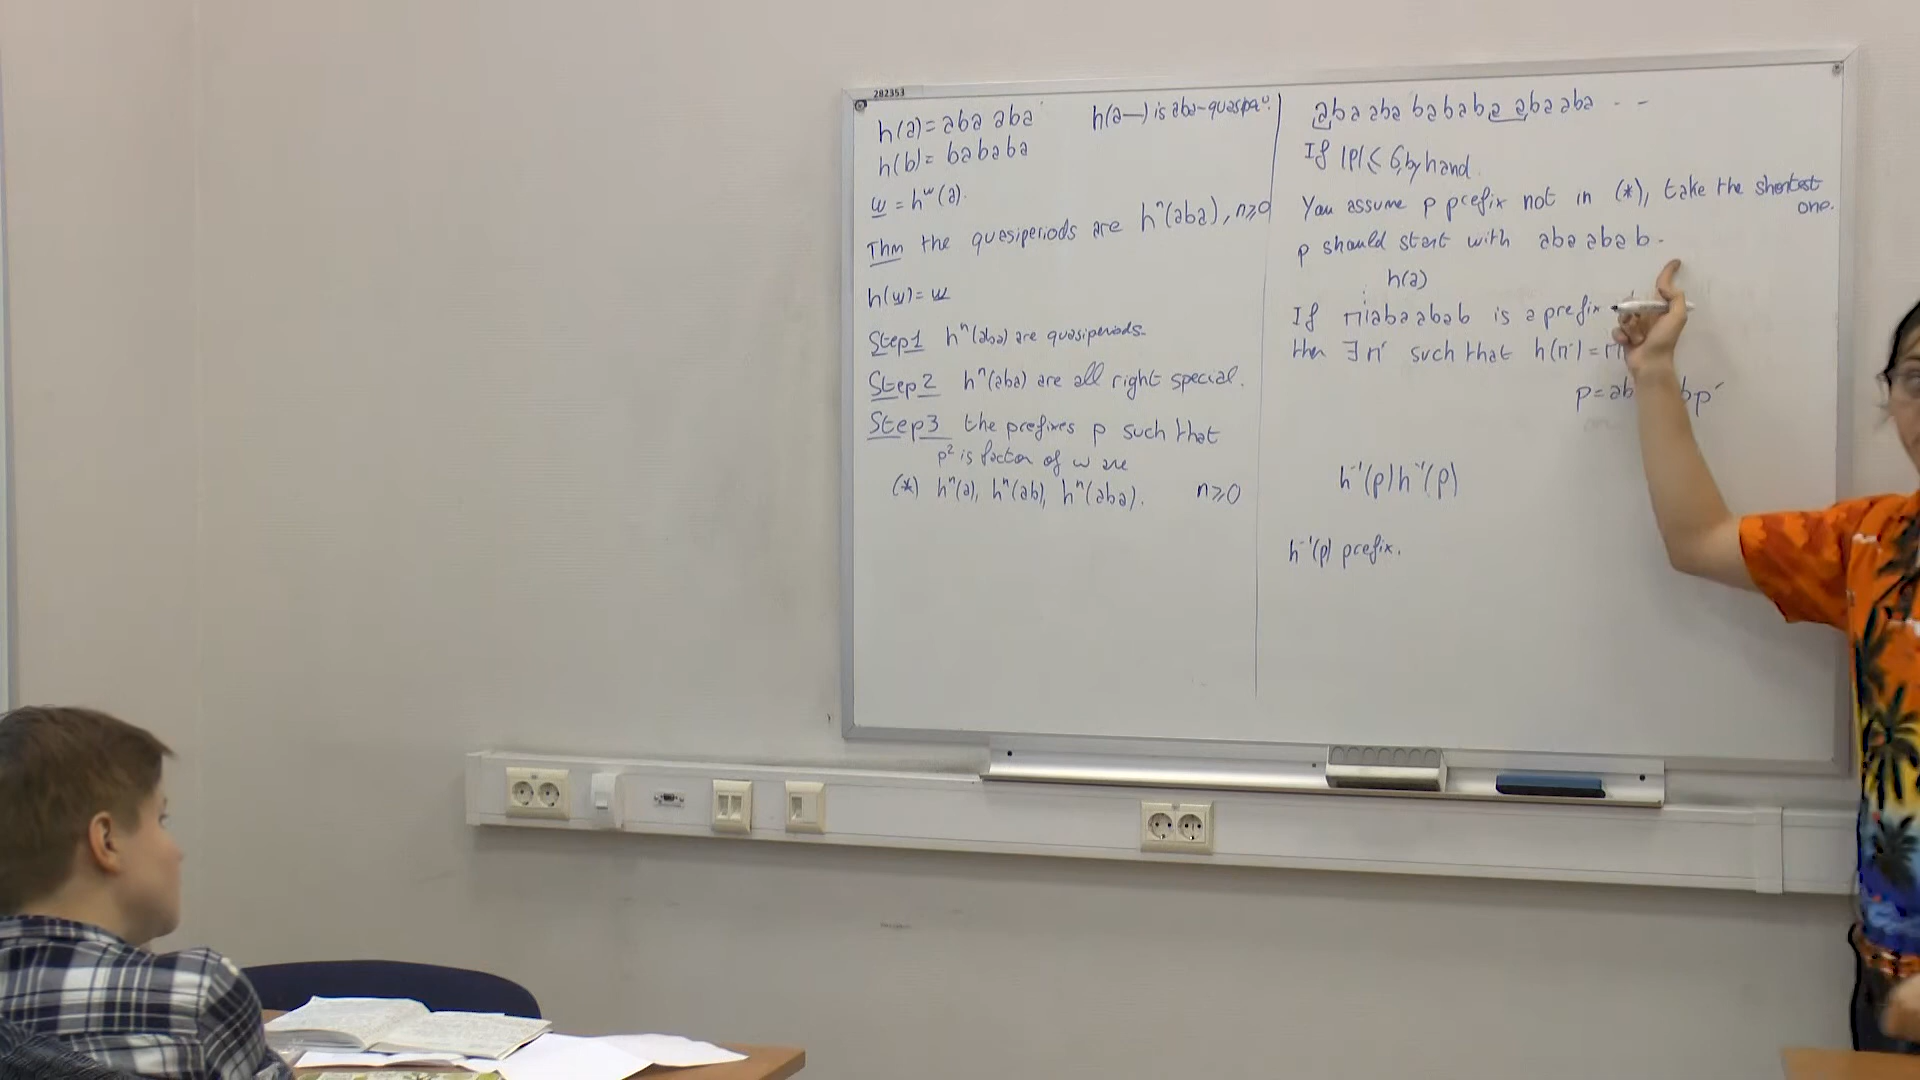 282353
h(a) = aba aba
h(a—) is aba-quasip
h(b) = bababa
w = h^ω(a).
Thm the quasiperiods are h^n(aba), n≥0
h(w) = w
Step1 h^n(aba) are quasiperiods.
Step2 h^n(aba) are all right special.
Step3 the prefixes p such that
p² is factor of w are
(*) h^n(a), h^n(ab), h^n(aba). n≥0
aba aba bababa aba aba - -
If |p| ≤ 6, by hand.
You assume p prefix not in (*), take the shortest
one.
p should start with aba aba b-
h(a)
If abaabab is a prefix
then ∃ such that
p = ab bp'
h⁻¹(p) h⁻¹(p)
h⁻¹(p) prefix.